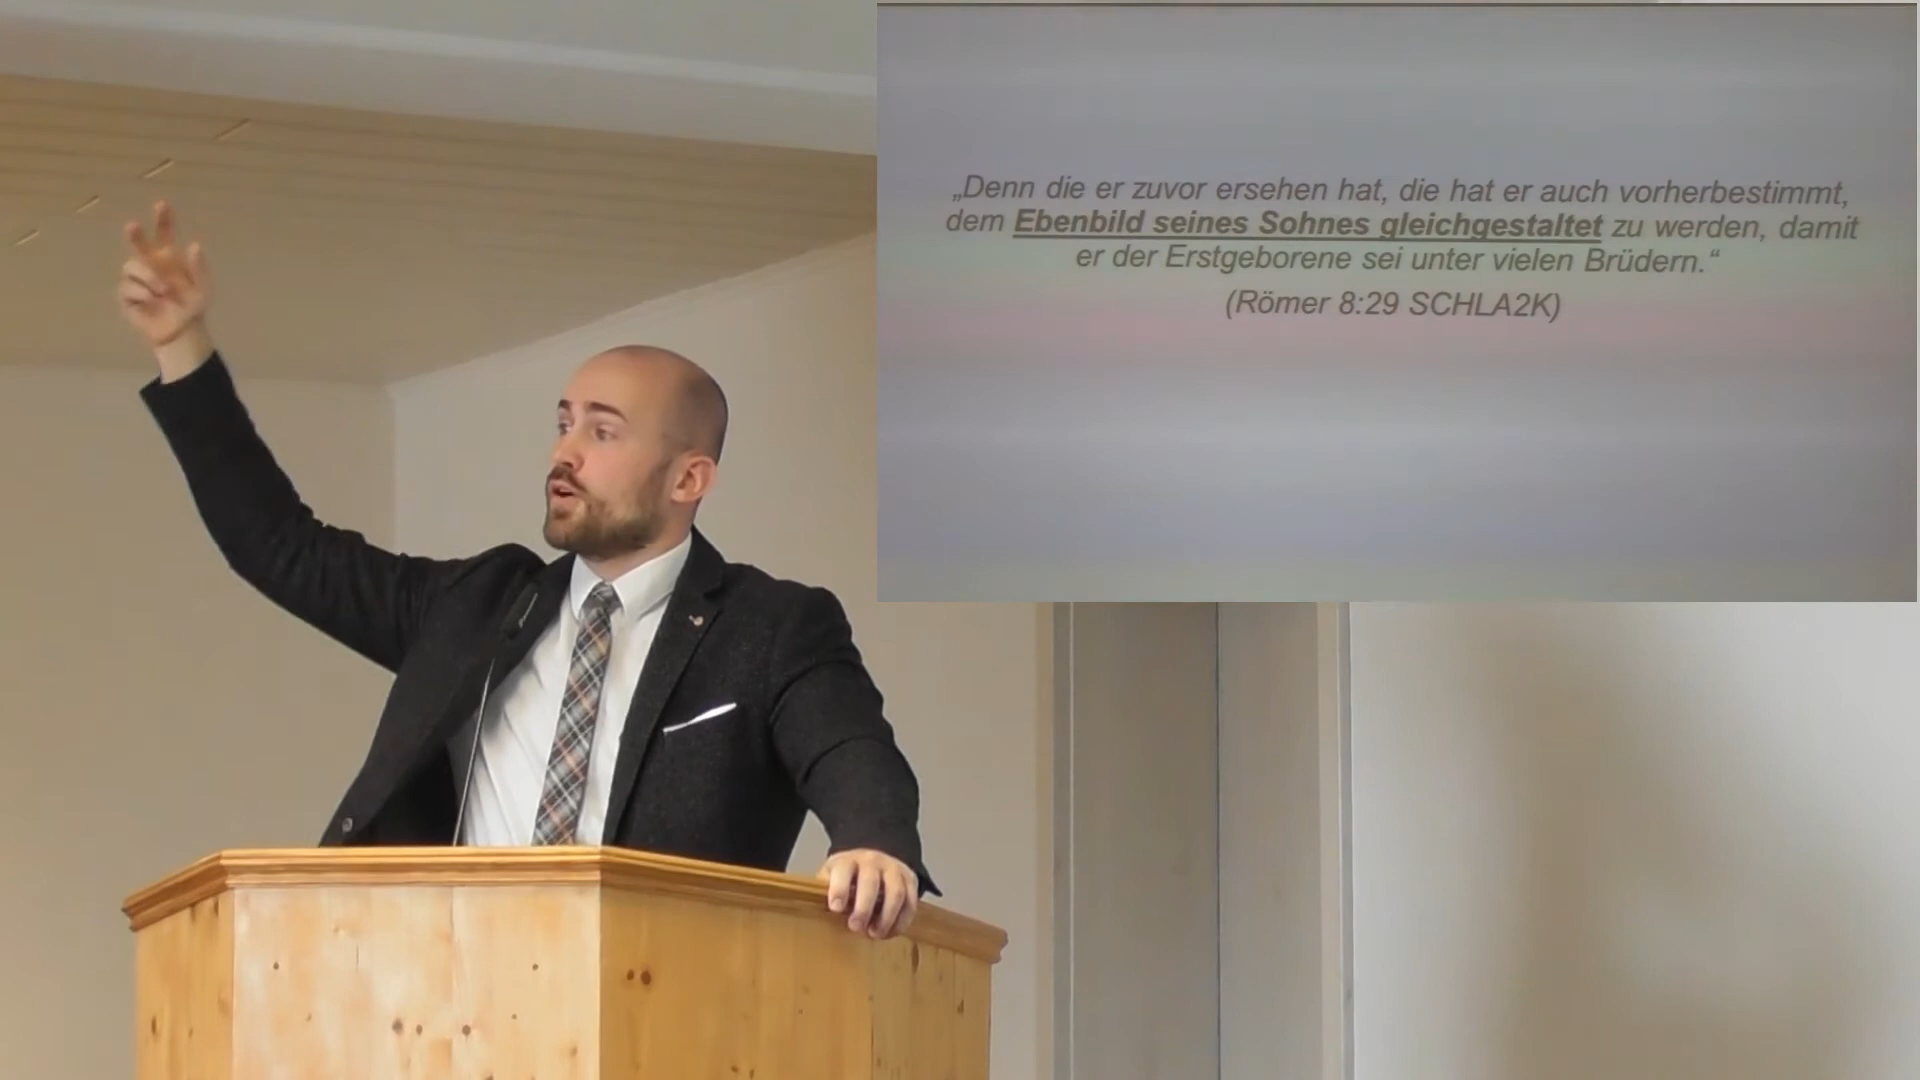 „Denn die er zuvor ersehen hat, die hat er auch vorherbestimmt,
dem Ebenbild seines Sohnes gleichgestaltet zu werden, damit
er der Erstgeborene sei unter vielen Brüdern.“
(Römer 8:29 SCHLA2K)